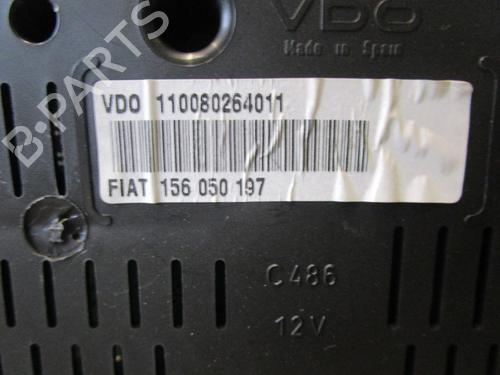 VDO
Made in Spain
VDO 110080264011
FIAT 156 050 197
C486
12V
B-PARTS